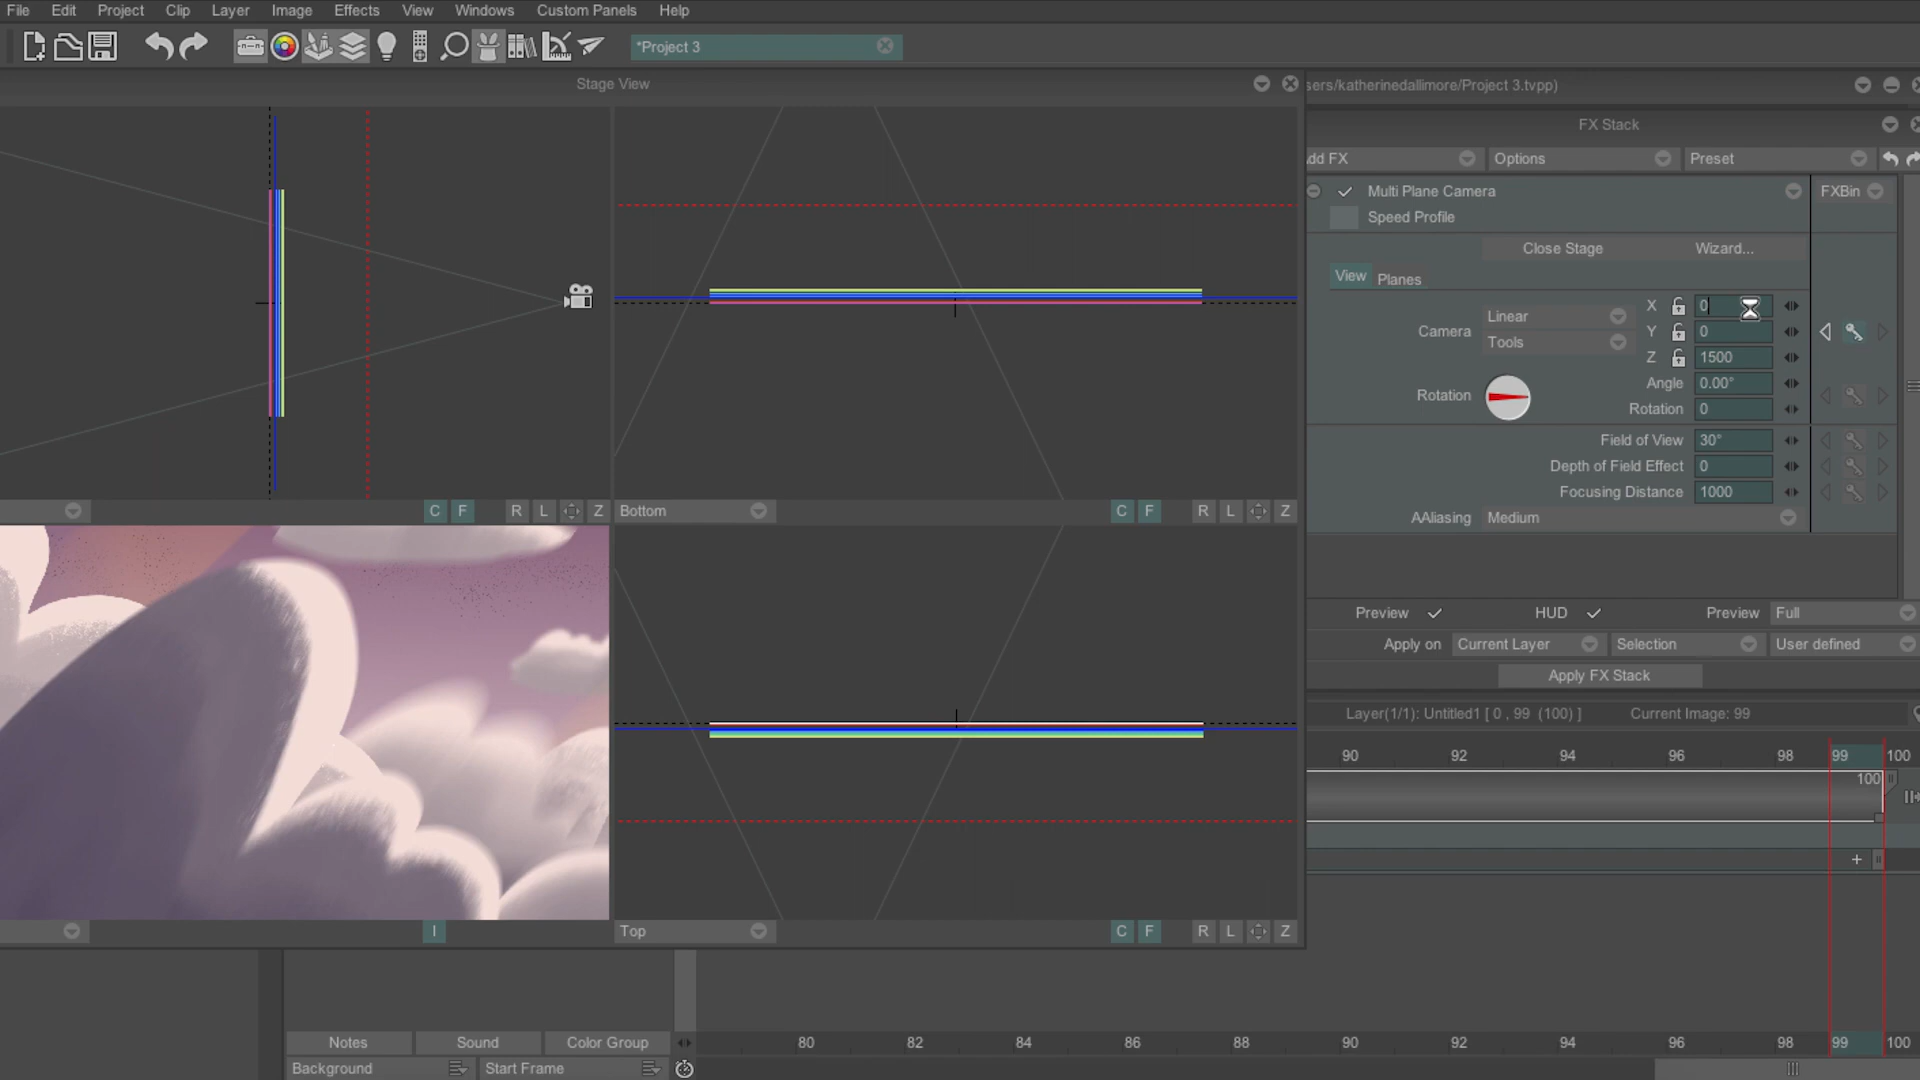 File Edit Project Clip Layer Image Effects View Windows Custom Panels Help
*Project 3
Stage View
sers/katherinedallimore/Project 3.tvpp)
FX Stack
dd FX Options Preset
Multi Plane Camera FXBin
Speed Profile
Close Stage Wizard...
View Planes
Camera Linear X 0
Tools Y 0
Z 1500
Rotation Angle 0.00°
Rotation 0
Field of View 30°
Depth of Field Effect 0
Focusing Distance 1000
AAliasing Medium
C F R L Z Bottom C F R L Z
Preview HUD Preview Full
Apply on Current Layer Selection User defined
Apply FX Stack
Layer(1/1): Untitled1 [ 0 , 99 (100) ] Current Image: 99
90 92 94 96 98 99 100
100
+
I Top C F R L Z
Notes Sound Color Group 80 82 84 86 88 90 92 94 96 98 99 100
Background Start Frame